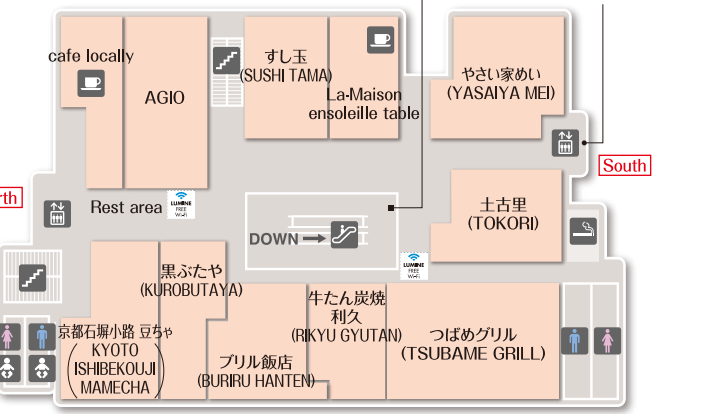 cafe locally
AGIO
すし玉
(SUSHI TAMA)
La-Maison
ensoleille table
やさい家めい
(YASAIYA MEI)
South
rth
Rest area
LUMINE
FREE
Wi-Fi
土古里
(TOKORI)
DOWN
LUMINE
FREE
Wi-Fi
黒ぶたや
(KUROBUTAYA)
牛たん炭焼
利久
(RIKYU GYUTAN)
つばめグリル
(TSUBAME GRILL)
京都石塀小路 豆ちゃ
(KYOTO
ISHIBEKOUJI
MAMECHA)
プリル飯店
(BURIRU HANTEN)